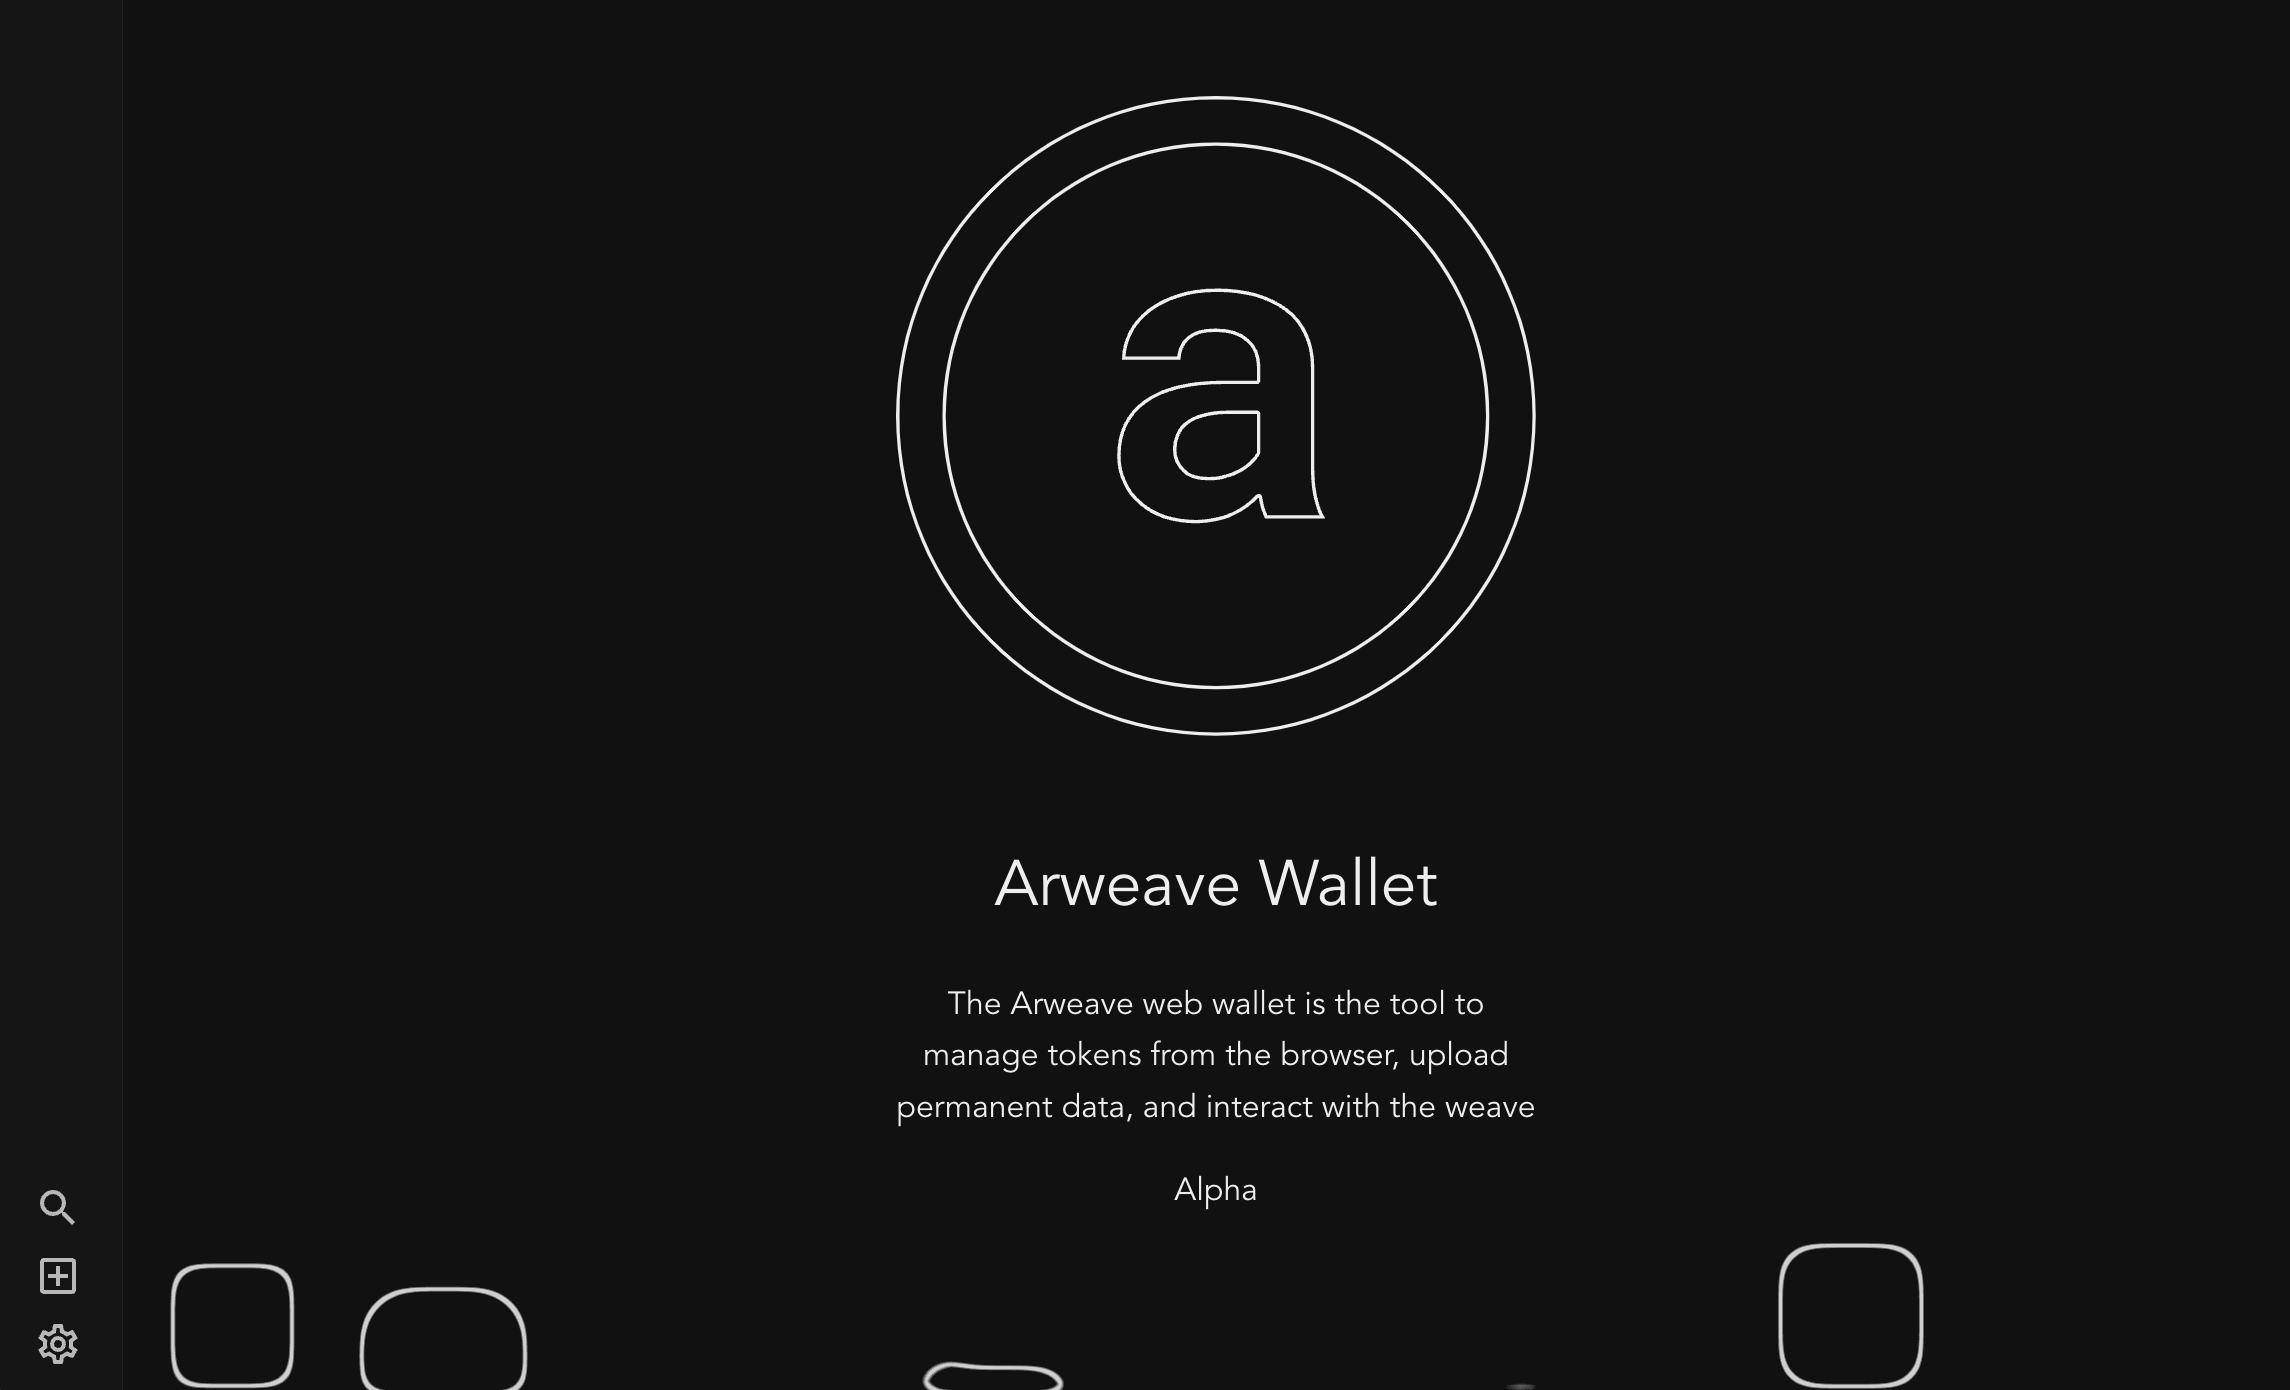 a
Arweave Wallet
The Arweave web wallet is the tool to
manage tokens from the browser, upload
permanent data, and interact with the weave
Alpha